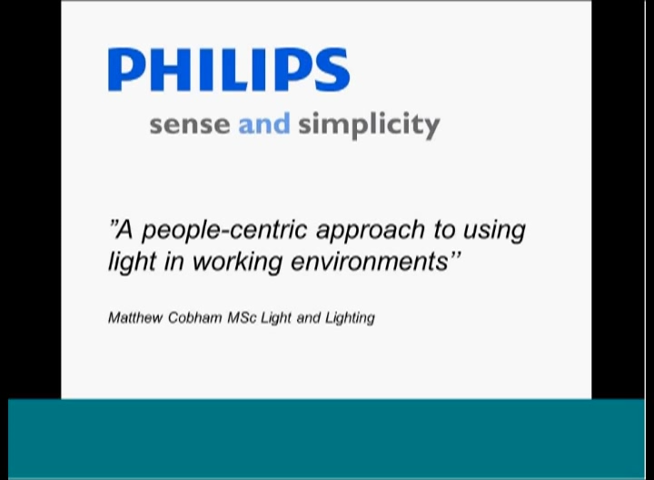 PHILIPS
sense and simplicity
”A people-centric approach to using
light in working environments’’
Matthew Cobham MSc Light and Lighting